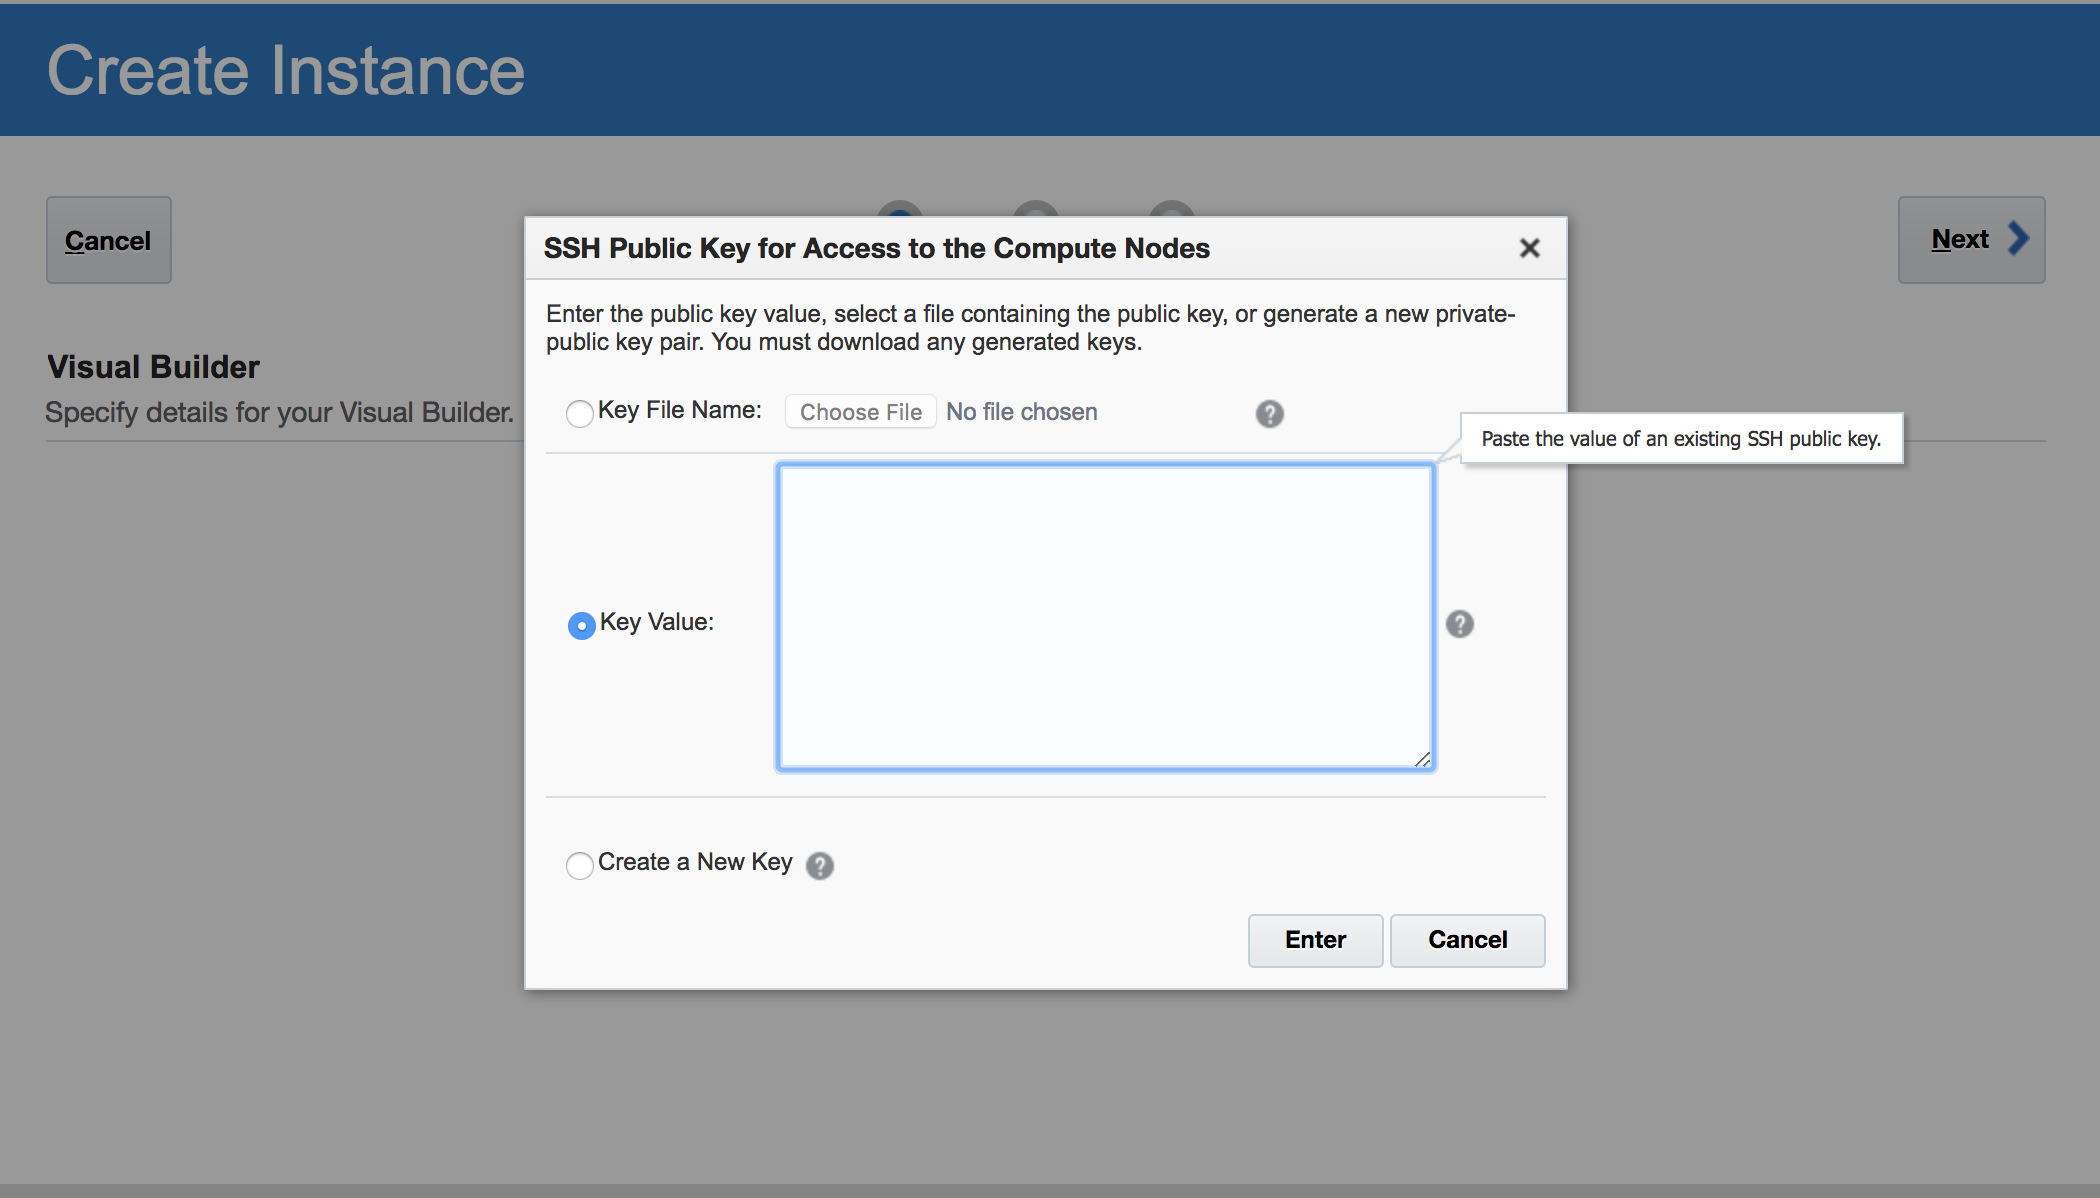 Create Instance
Cancel
Next
Visual Builder
Specify details for your Visual Builder.
SSH Public Key for Access to the Compute Nodes
Enter the public key value, select a file containing the public key, or generate a new private-
public key pair. You must download any generated keys.
Key File Name: Choose File No file chosen ?
Paste the value of an existing SSH public key.
Key Value: ?
Create a New Key ?
Enter Cancel